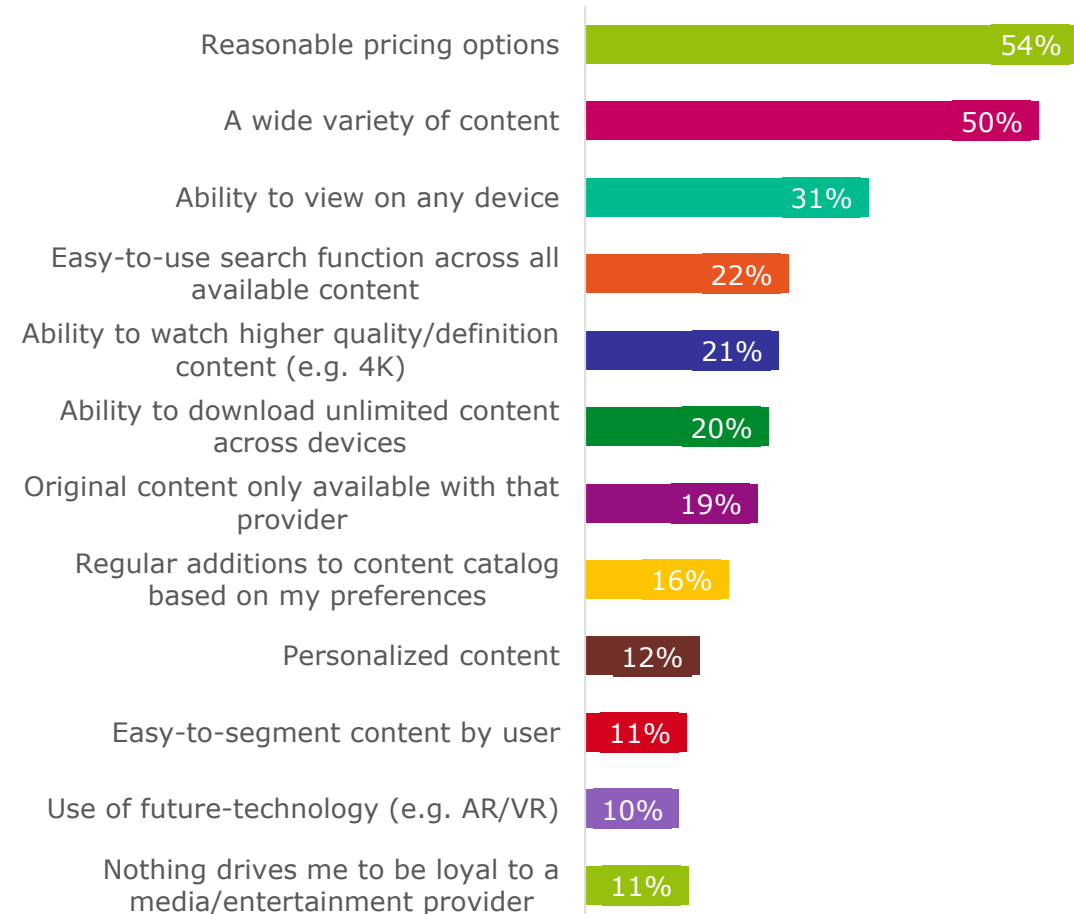 Reasonable pricing options
54%
A wide variety of content
50%
Ability to view on any device
31%
Easy-to-use search function across all
available content
22%
Ability to watch higher quality/definition
content (e.g. 4K)
21%
Ability to download unlimited content
across devices
20%
Original content only available with that
provider
19%
Regular additions to content catalog
based on my preferences
16%
Personalized content
12%
Easy-to-segment content by user
11%
Use of future-technology (e.g. AR/VR)
10%
Nothing drives me to be loyal to a
media/entertainment provider
11%